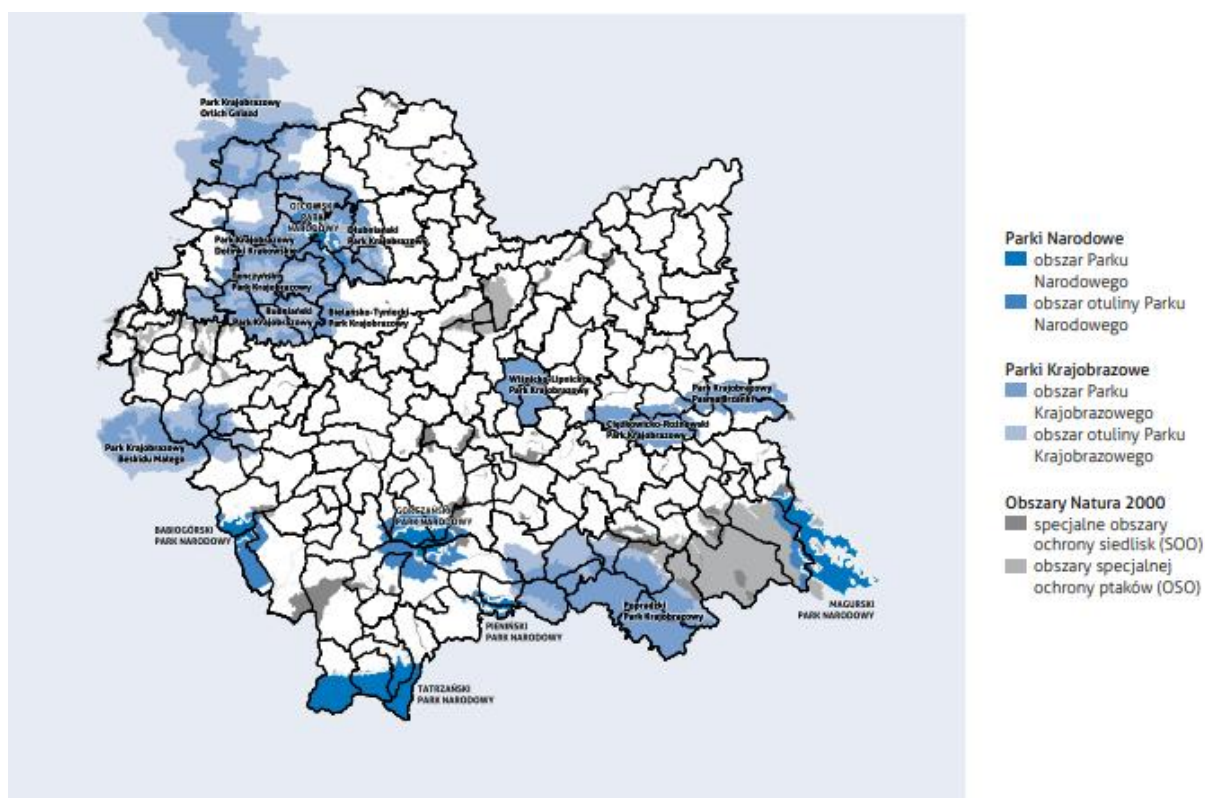 Park Krajobrazowy
Orlich Gniazd
OJCOWSKI
PARK
NARODOWY
Dłubniański
Park Krajobrazowy
Park Krajobrazowy
Dolinki Krakowskie
Tenczyński
Park Krajobrazowy
Rudniański
Park Krajobrazowy
Bielańsko-Tyniecki
Park Krajobrazowy
Wiśnicko-Lipnicki
Park Krajobrazowy
Park Krajobrazowy
Pasma Brzanki
Ciężkowicko-Rożnowski
Park Krajobrazowy
Park Krajobrazowy
Beskidu Małego
GORCZAŃSKI
PARK NARODOWY
BABIOGÓRSKI
PARK NARODOWY
Popradzki
Park Krajobrazowy
MAGURSKI
PARK NARODOWY
PIENIŃSKI
PARK NARODOWY
TATRZAŃSKI
PARK NARODOWY
Parki Narodowe
obszar Parku
Narodowego
obszar otuliny Parku
Narodowego
Parki Krajobrazowe
obszar Parku
Krajobrazowego
obszar otuliny Parku
Krajobrazowego
Obszary Natura 2000
specjalne obszary
ochrony siedlisk (SOO)
obszary specjalnej
ochrony ptaków (OSO)